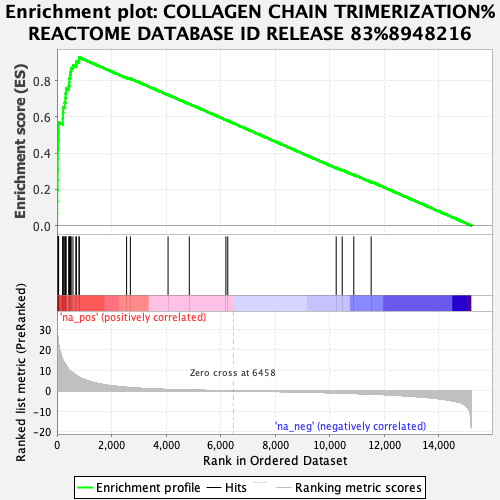 Enrichment plot: COLLAGEN CHAIN TRIMERIZATION%
REACTOME DATABASE ID RELEASE 83%8948216
Enrichment score (ES)
0.8
0.6
0.4
0.2
0.0
'na_pos' (positively correlated)
Ranked list metric (PreRanked)
30
20
10
0
-10
-20
Zero cross at 6458
'na_neg' (negatively correlated)
0 2,000 4,000 6,000 8,000 10,000 12,000 14,000
Rank in Ordered Dataset
Enrichment profile Hits Ranking metric scores